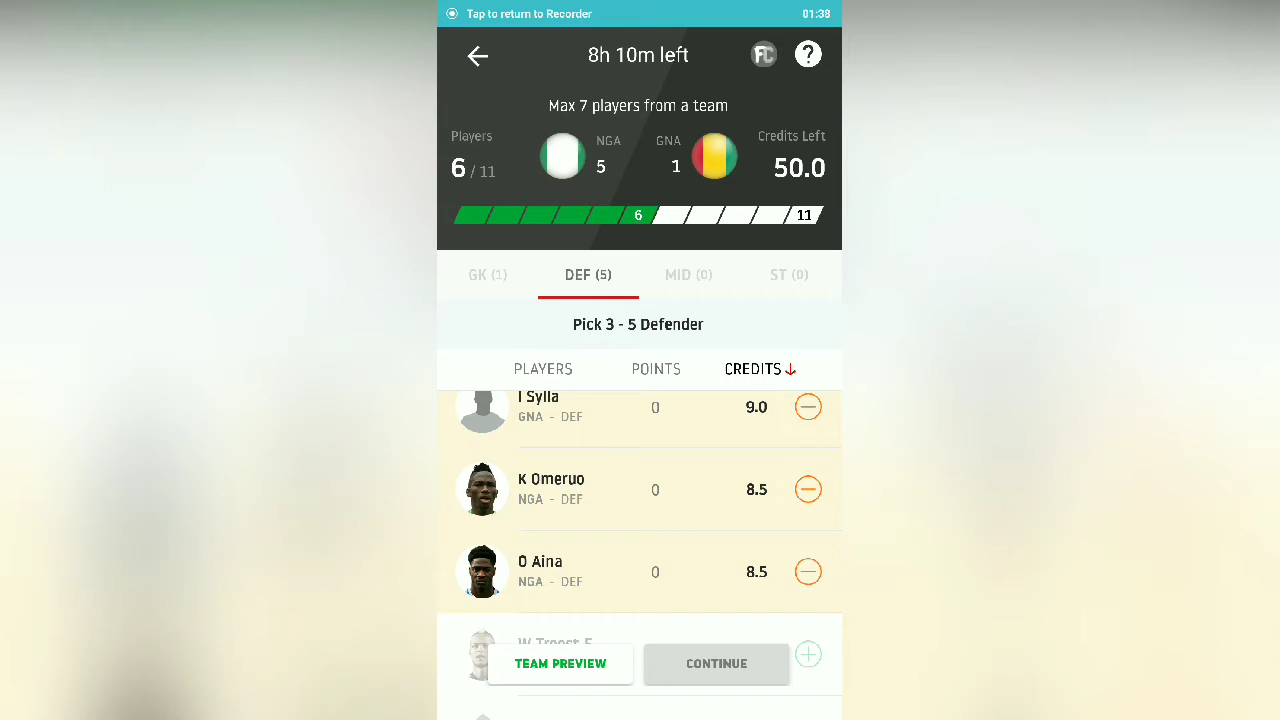 Tap to return to Recorder 01:38
8h 10m left FC ?
Max 7 players from a team
Players NGA GNA Credits Left
6 / 11 5 1 50.0
6 11
GK (1) DEF (5) MID (0) ST (0)
Pick 3 - 5 Defender
PLAYERS POINTS CREDITS
I Sylla
GNA - DEF 0 9.0
K Omeruo
NGA - DEF 0 8.5
O Aina
NGA - DEF 0 8.5
W Troost-E
TEAM PREVIEW CONTINUE